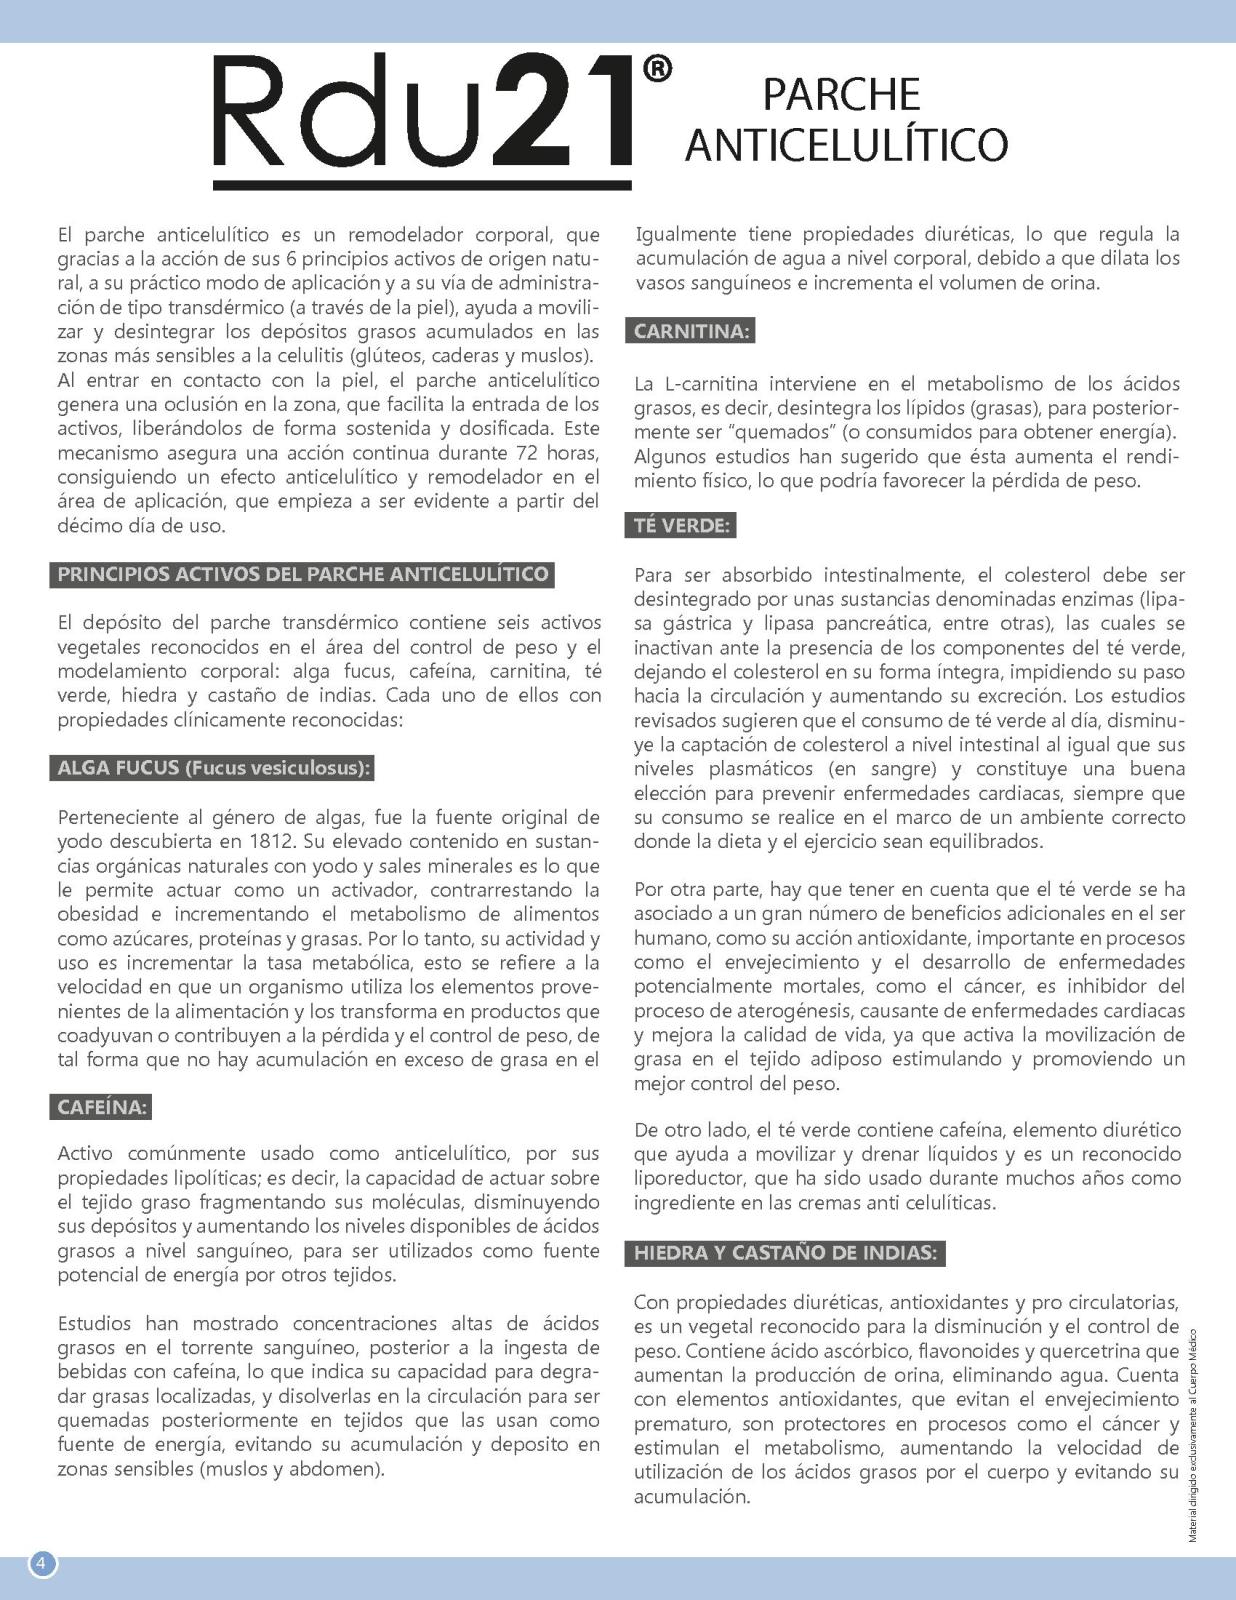 Rdu21®
PARCHE
ANTICELULÍTICO
El parche anticelulítico es un remodelador corporal, que
gracias a la acción de sus 6 principios activos de origen natu-
ral, a su práctico modo de aplicación y a su vía de administra-
ción de tipo transdérmico (a través de la piel), ayuda a movili-
zar y desintegrar los depósitos grasos acumulados en las
zonas más sensibles a la celulitis (glúteos, caderas y muslos).
Al entrar en contacto con la piel, el parche anticelulítico
genera una oclusión en la zona, que facilita la entrada de los
activos, liberándolos de forma sostenida y dosificada. Este
mecanismo asegura una acción continua durante 72 horas,
consiguiendo un efecto anticelulítico y remodelador en el
área de aplicación, que empieza a ser evidente a partir del
décimo día de uso.
PRINCIPIOS ACTIVOS DEL PARCHE ANTICELULÍTICO
El depósito del parche transdérmico contiene seis activos
vegetales reconocidos en el área del control de peso y el
modelamiento corporal: alga fucus, cafeína, carnitina, té
verde, hiedra y castaño de indias. Cada uno de ellos con
propiedades clínicamente reconocidas:
ALGA FUCUS (Fucus vesiculosus):
Perteneciente al género de algas, fue la fuente original de
yodo descubierta en 1812. Su elevado contenido en sustan-
cias orgánicas naturales con yodo y sales minerales es lo que
le permite actuar como un activador, contrarrestando la
obesidad e incrementando el metabolismo de alimentos
como azúcares, proteínas y grasas. Por lo tanto, su actividad y
uso es incrementar la tasa metabólica, esto se refiere a la
velocidad en que un organismo utiliza los elementos prove-
nientes de la alimentación y los transforma en productos que
coadyuvan o contribuyen a la pérdida y el control de peso, de
tal forma que no hay acumulación en exceso de grasa en el
CAFEÍNA:
Activo comúnmente usado como anticelulítico, por sus
propiedades lipolíticas; es decir, la capacidad de actuar sobre
el tejido graso fragmentando sus moléculas, disminuyendo
sus depósitos y aumentando los niveles disponibles de ácidos
grasos a nivel sanguíneo, para ser utilizados como fuente
potencial de energía por otros tejidos.
Estudios han mostrado concentraciones altas de ácidos
grasos en el torrente sanguíneo, posterior a la ingesta de
bebidas con cafeína, lo que indica su capacidad para degra-
dar grasas localizadas, y disolverlas en la circulación para ser
quemadas posteriormente en tejidos que las usan como
fuente de energía, evitando su acumulación y deposito en
zonas sensibles (muslos y abdomen).
Igualmente tiene propiedades diuréticas, lo que regula la
acumulación de agua a nivel corporal, debido a que dilata los
vasos sanguíneos e incrementa el volumen de orina.
CARNITINA:
La L-carnitina interviene en el metabolismo de los ácidos
grasos, es decir, desintegra los lípidos (grasas), para posterior-
mente ser “quemados” (o consumidos para obtener energía).
Algunos estudios han sugerido que ésta aumenta el rendi-
miento físico, lo que podría favorecer la pérdida de peso.
TÉ VERDE:
Para ser absorbido intestinalmente, el colesterol debe ser
desintegrado por unas sustancias denominadas enzimas (lipa-
sa gástrica y lipasa pancreática, entre otras), las cuales se
inactivan ante la presencia de los componentes del té verde,
dejando el colesterol en su forma íntegra, impidiendo su paso
hacia la circulación y aumentando su excreción. Los estudios
revisados sugieren que el consumo de té verde al día, disminu-
ye la captación de colesterol a nivel intestinal al igual que sus
niveles plasmáticos (en sangre) y constituye una buena
elección para prevenir enfermedades cardiacas, siempre que
su consumo se realice en el marco de un ambiente correcto
donde la dieta y el ejercicio sean equilibrados.
Por otra parte, hay que tener en cuenta que el té verde se ha
asociado a un gran número de beneficios adicionales en el ser
humano, como su acción antioxidante, importante en procesos
como el envejecimiento y el desarrollo de enfermedades
potencialmente mortales, como el cáncer, es inhibidor del
proceso de aterogénesis, causante de enfermedades cardiacas
y mejora la calidad de vida, ya que activa la movilización de
grasa en el tejido adiposo estimulando y promoviendo un
mejor control del peso.
De otro lado, el té verde contiene cafeína, elemento diurético
que ayuda a movilizar y drenar líquidos y es un reconocido
liporeductor, que ha sido usado durante muchos años como
ingrediente en las cremas anti celulíticas.
HIEDRA Y CASTAÑO DE INDIAS:
Con propiedades diuréticas, antioxidantes y pro circulatorias,
es un vegetal reconocido para la disminución y el control de
peso. Contiene ácido ascórbico, flavonoides y quercetrina que
aumentan la producción de orina, eliminando agua. Cuenta
con elementos antioxidantes, que evitan el envejecimiento
prematuro, son protectores en procesos como el cáncer y
estimulan el metabolismo, aumentando la velocidad de
utilización de los ácidos grasos por el cuerpo y evitando su
acumulación.
Material dirigido exclusivamente al Cuerpo Médico
4